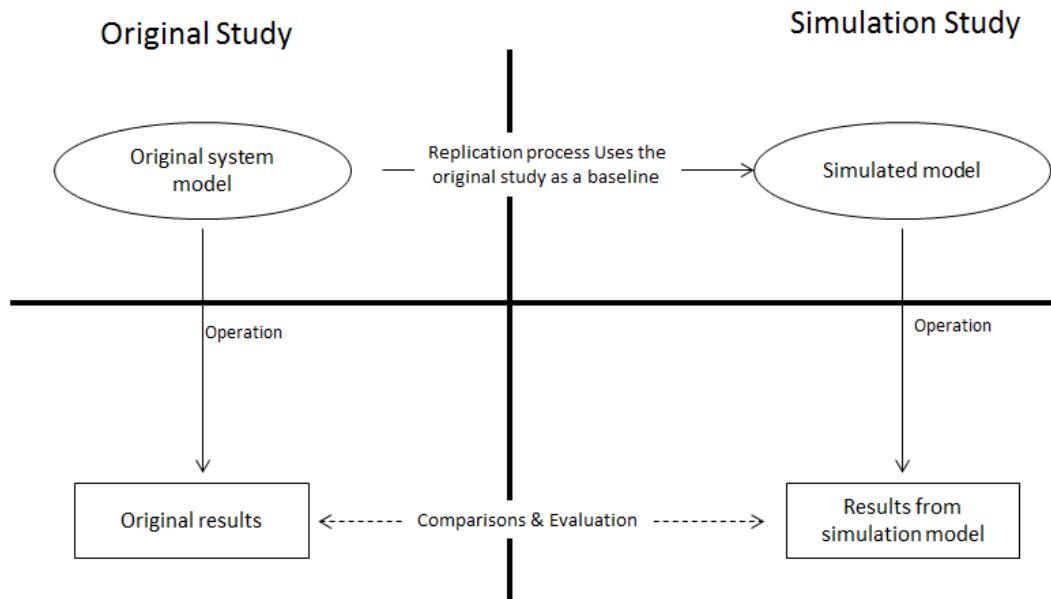 Original Study
Simulation Study
Original system
model
Replication process Uses the
original study as a baseline
Simulated model
Operation
Operation
Original results
Comparisons & Evaluation
Results from
simulation model